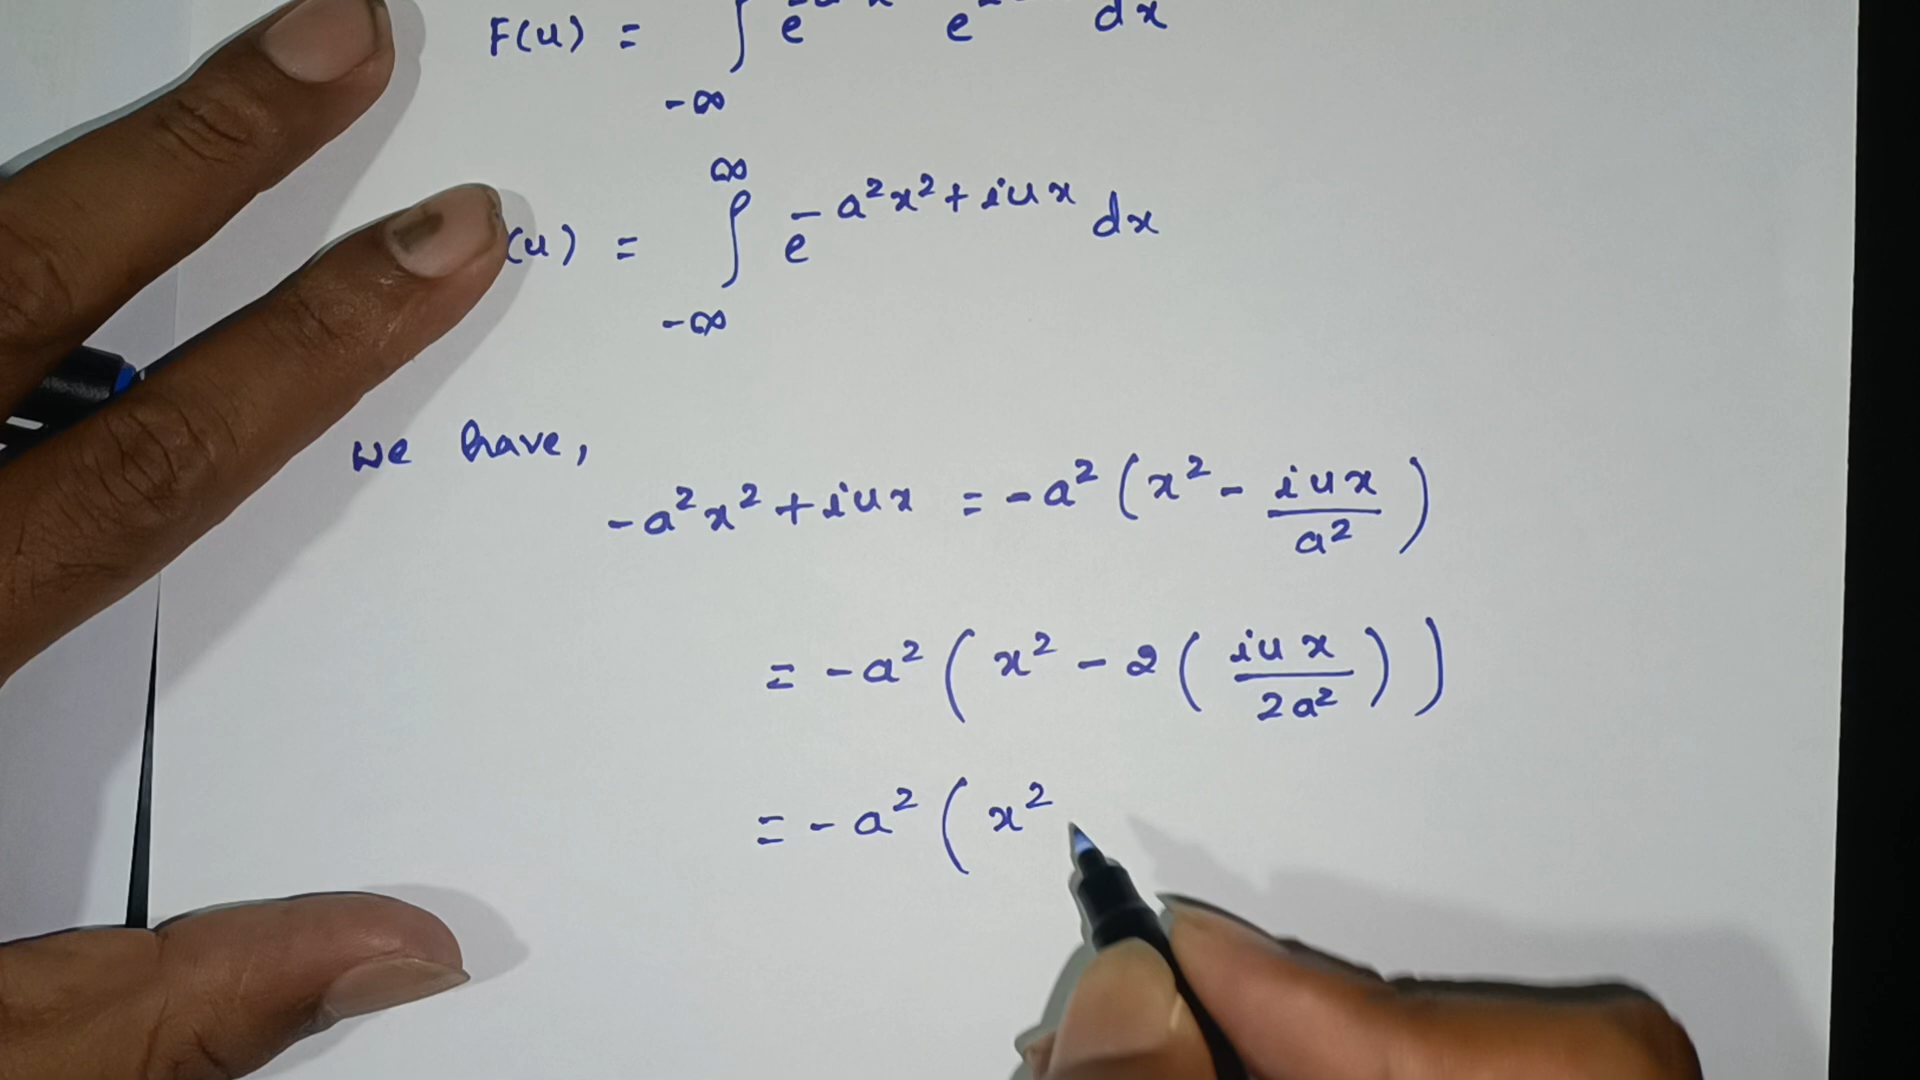 F(u) = ∫ e e dx
-∞
∞
(u) = ∫ e^{-a²x²+iux} dx
-∞
we have,
-a²x²+iux = -a²(x² - iux/a²)
= -a²(x² - 2(iux/2a²))
= -a²(x²